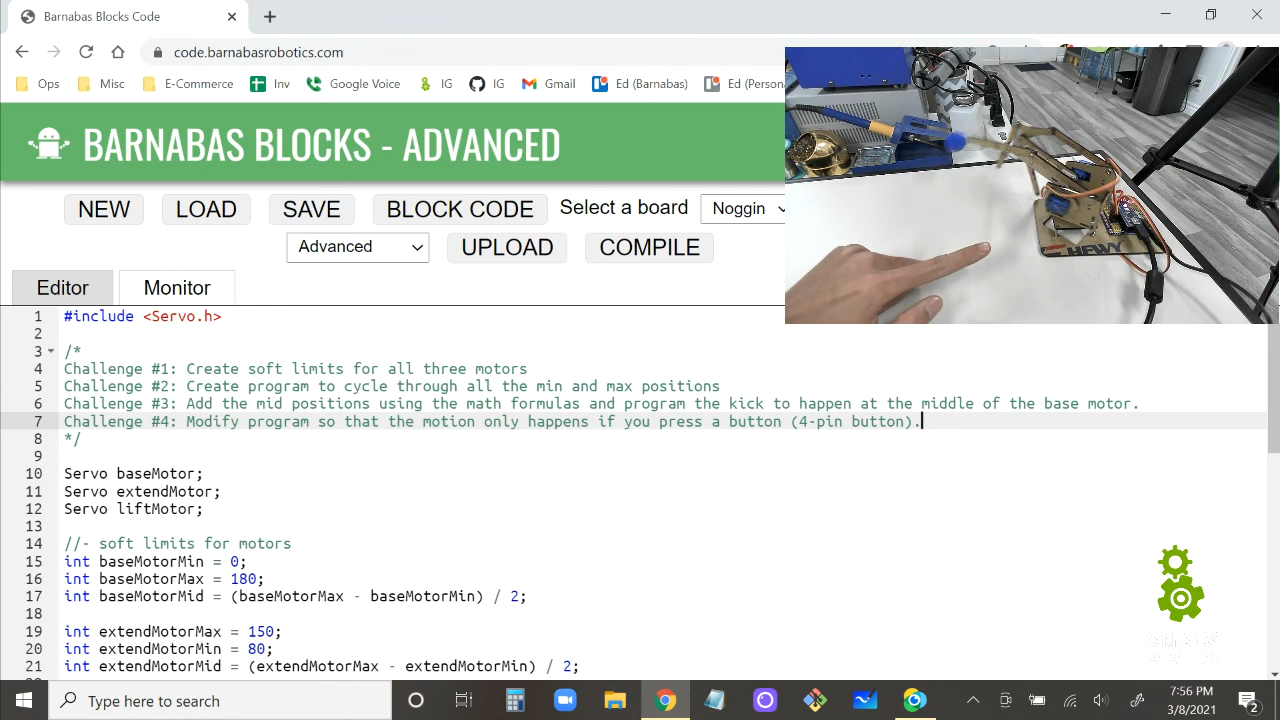 Barnabas Blocks Code
code.barnabasrobotics.com
Ops Misc E-Commerce Inv Google Voice IG IG Gmail Ed (Barnabas) Ed (Person
BARNABAS BLOCKS - ADVANCED
NEW LOAD SAVE BLOCK CODE Select a board Noggin
Advanced UPLOAD COMPILE
Editor Monitor
1 #include <Servo.h>
2
3 /*
4 Challenge #1: Create soft limits for all three motors
5 Challenge #2: Create program to cycle through all the min and max positions
6 Challenge #3: Add the mid positions using the math formulas and program the kick to happen at the middle of the base motor.
7 Challenge #4: Modify program so that the motion only happens if you press a button (4-pin button).
8 */
9
10 Servo baseMotor;
11 Servo extendMotor;
12 Servo liftMotor;
13
14 //- soft limits for motors
15 int baseMotorMin = 0;
16 int baseMotorMax = 180;
17 int baseMotorMid = (baseMotorMax - baseMotorMin) / 2;
18
19 int extendMotorMax = 150;
20 int extendMotorMin = 80;
21 int extendMotorMid = (extendMotorMax - extendMotorMin) / 2;
HEWY
Type here to search
7:56 PM
3/8/2021
2